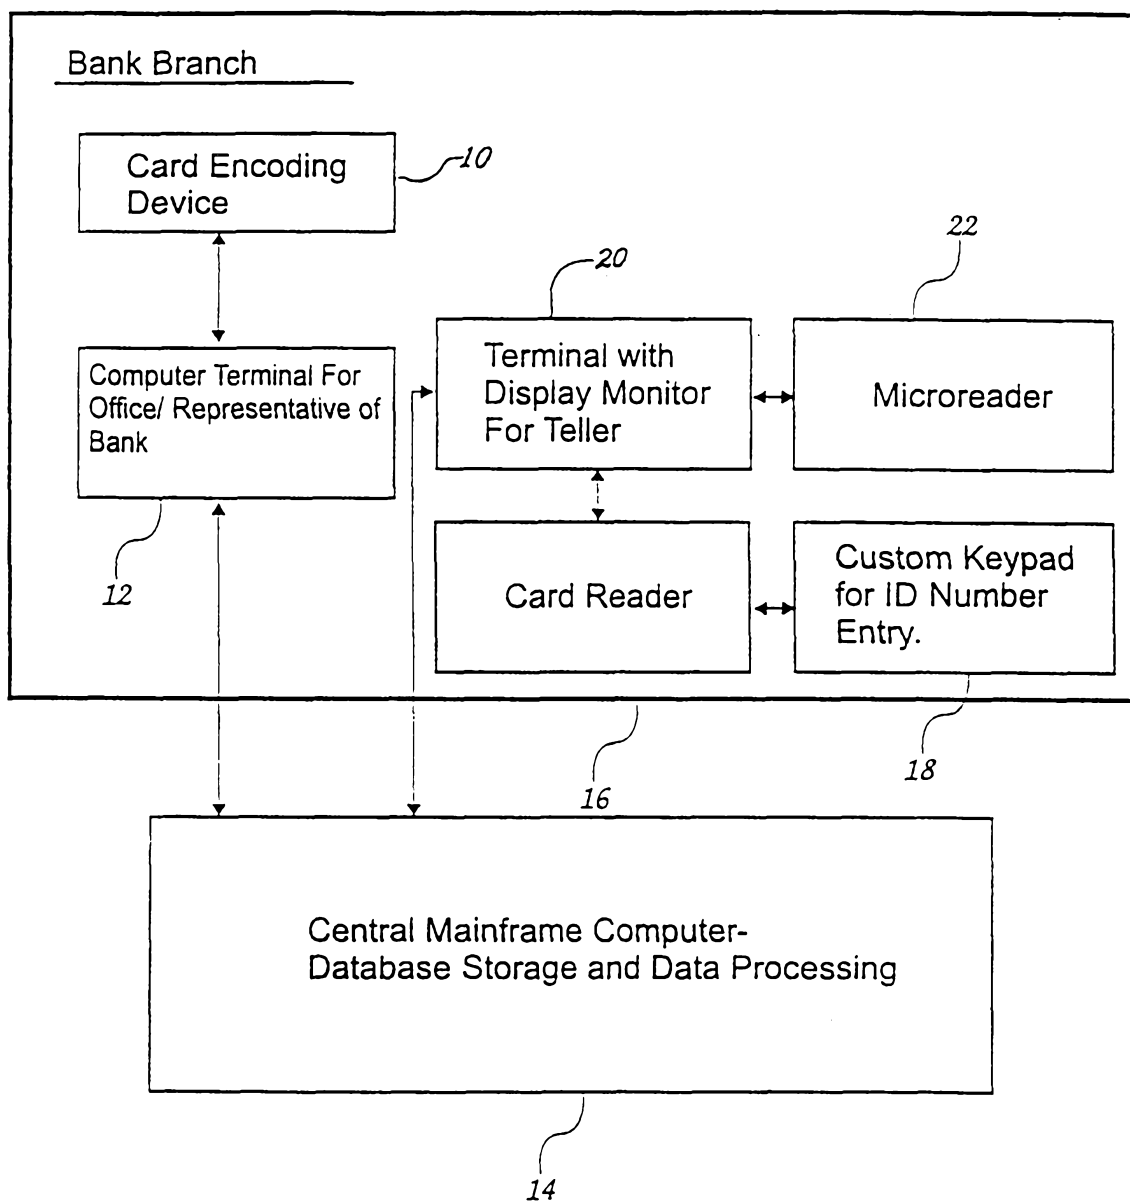 Bank Branch
Card Encoding
Device
10
22
20
Computer Terminal For
Office/ Representative of
Bank
Terminal with
Display Monitor
For Teller
Microreader
12
Card Reader
Custom Keypad
for ID Number
Entry.
16
18
Central Mainframe Computer-
Database Storage and Data Processing
14